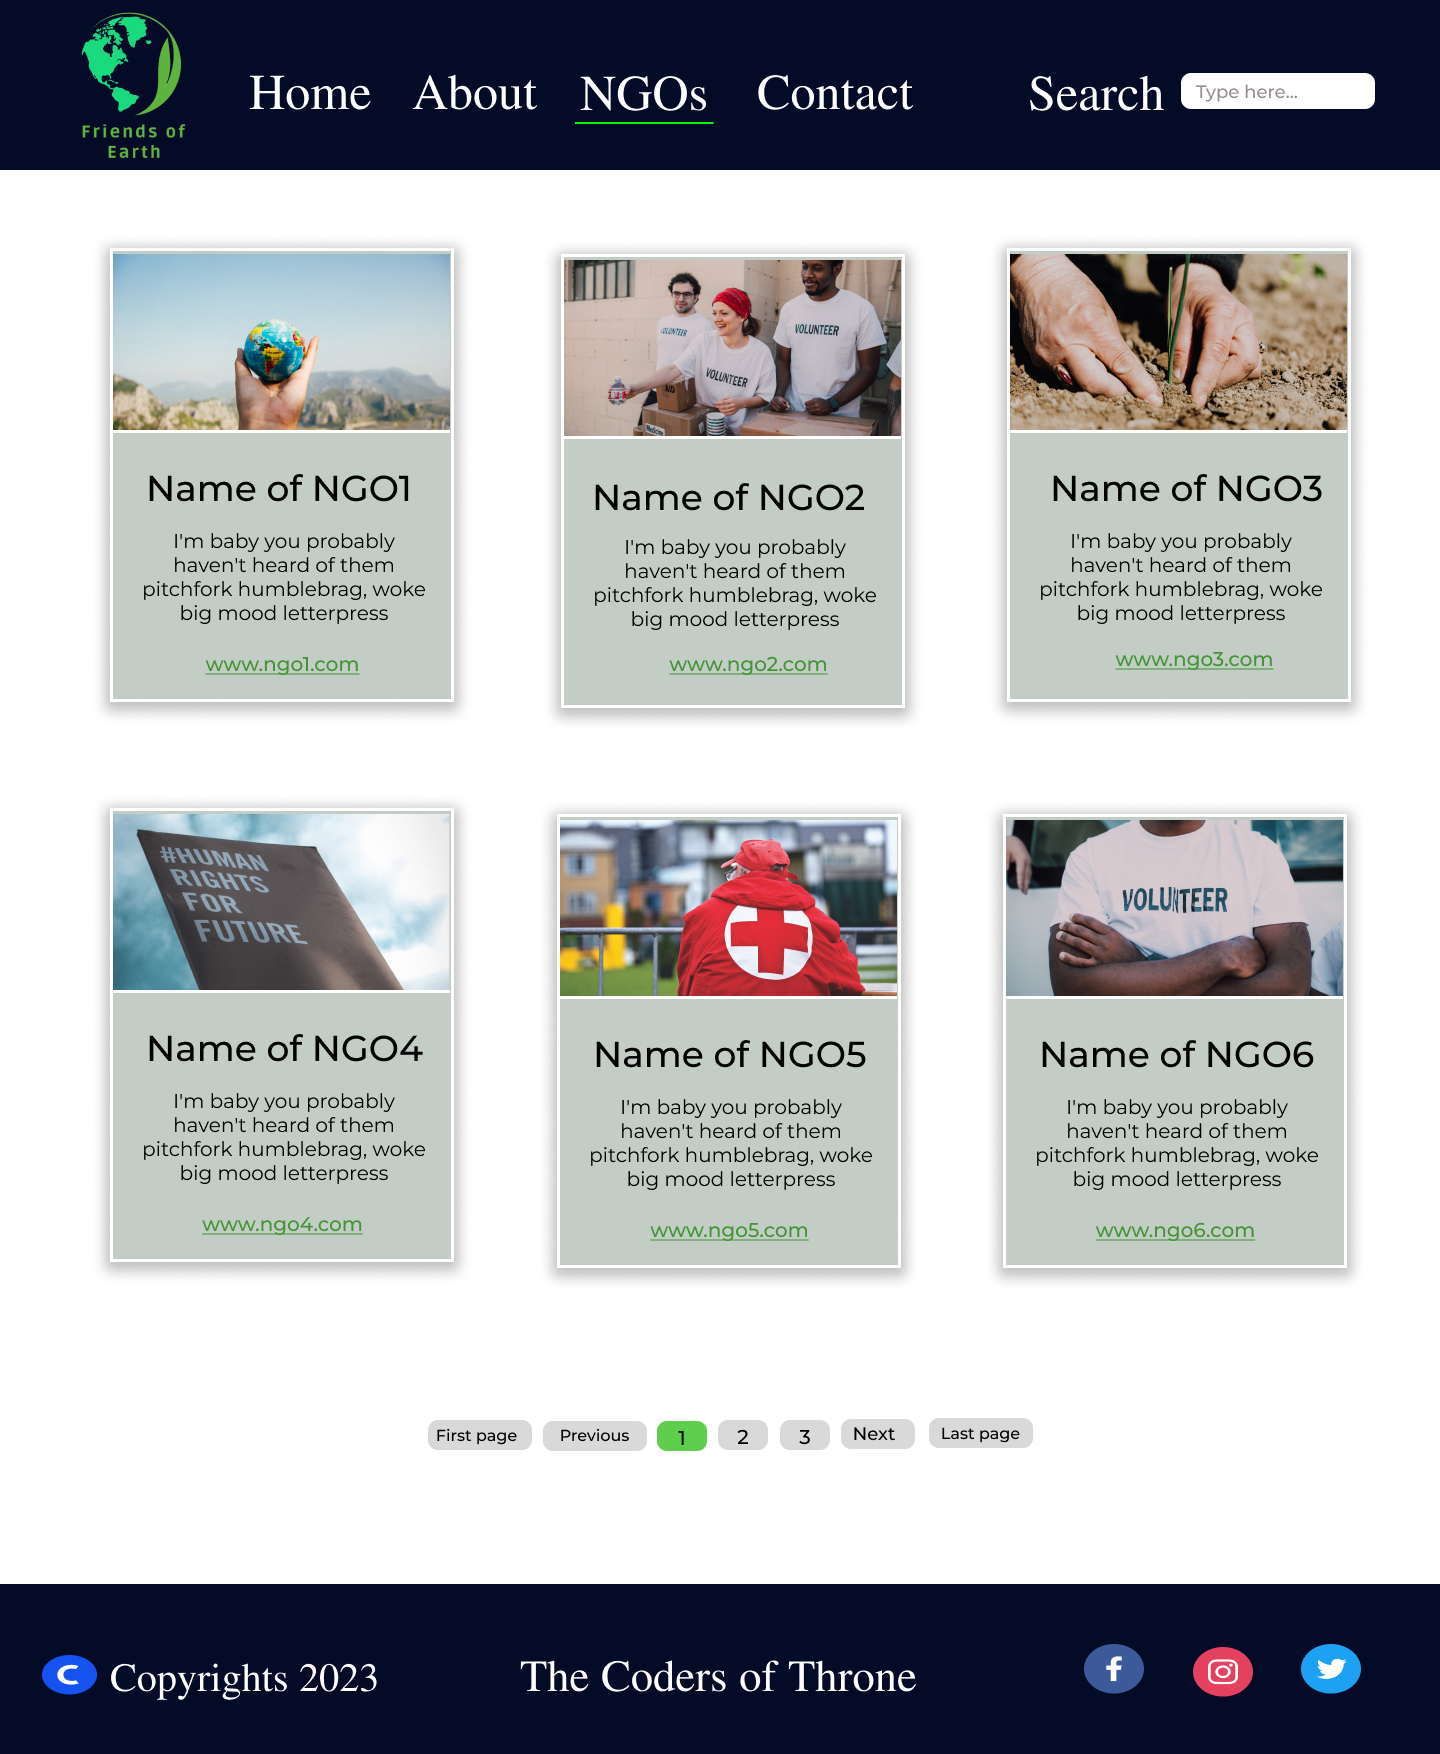 Friends of
Earth
Home About NGOs Contact Search Type here...
VOLUNTEER
VOLUNTEER
VOLUNTEER
AID
Medicine
Name of NGO1
I'm baby you probably
haven't heard of them
pitchfork humblebrag, woke
big mood letterpress
www.ngo1.com
Name of NGO2
I'm baby you probably
haven't heard of them
pitchfork humblebrag, woke
big mood letterpress
www.ngo2.com
Name of NGO3
I'm baby you probably
haven't heard of them
pitchfork humblebrag, woke
big mood letterpress
www.ngo3.com
#HUMAN
RIGHTS
FOR
FUTURE
VOLUNTEER
Name of NGO4
I'm baby you probably
haven't heard of them
pitchfork humblebrag, woke
big mood letterpress
www.ngo4.com
Name of NGO5
I'm baby you probably
haven't heard of them
pitchfork humblebrag, woke
big mood letterpress
www.ngo5.com
Name of NGO6
I'm baby you probably
haven't heard of them
pitchfork humblebrag, woke
big mood letterpress
www.ngo6.com
First page Previous 1 2 3 Next Last page
C Copyrights 2023 The Coders of Throne f